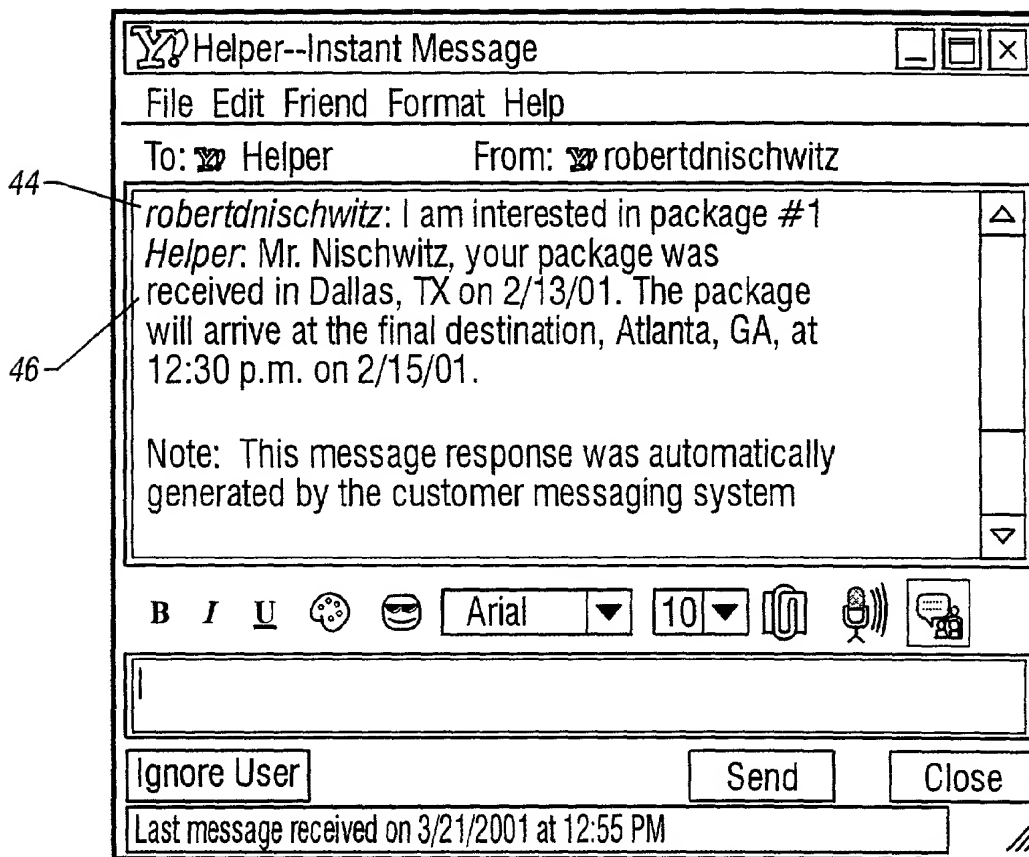 Y! Helper--Instant Message
File Edit Friend Format Help
To: Y! Helper From: Y! robertdnischwitz
44
robertdnischwitz: I am interested in package #1
Helper: Mr. Nischwitz, your package was
received in Dallas, TX on 2/13/01. The package
will arrive at the final destination, Atlanta, GA, at
46
12:30 p.m. on 2/15/01.
Note: This message response was automatically
generated by the customer messaging system
B I U Arial 10
Ignore User Send Close
Last message received on 3/21/2001 at 12:55 PM